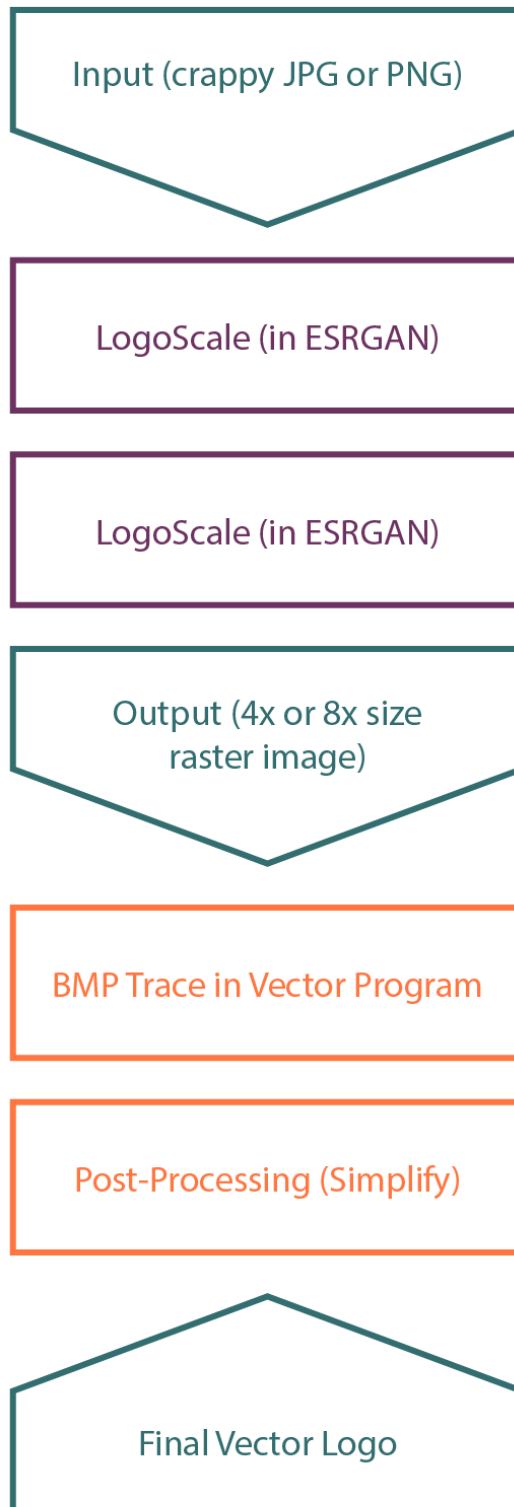 Input (crappy JPG or PNG)
LogoScale (in ESRGAN)
LogoScale (in ESRGAN)
Output (4x or 8x size
raster image)
BMP Trace in Vector Program
Post-Processing (Simplify)
Final Vector Logo